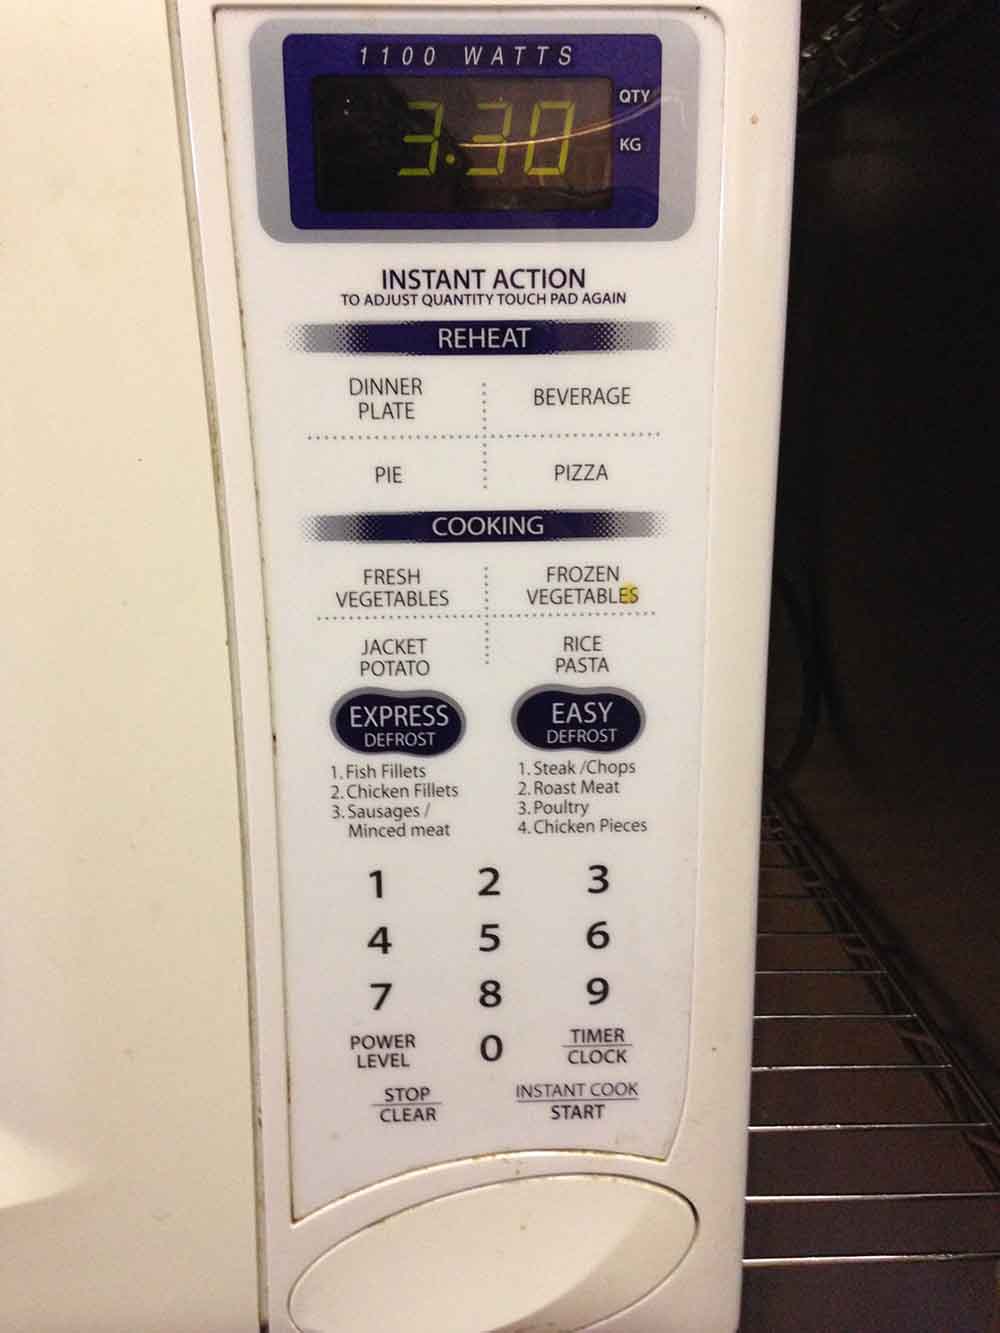 1100 WATTS
3.30
QTY
KG
INSTANT ACTION
TO ADJUST QUANTITY TOUCH PAD AGAIN
REHEAT
DINNER
PLATE
BEVERAGE
PIE
PIZZA
COOKING
FRESH
VEGETABLES
FROZEN
VEGETABLES
JACKET
POTATO
RICE
PASTA
EXPRESS
DEFROST
1. Fish Fillets
2. Chicken Fillets
3. Sausages /
Minced meat
EASY
DEFROST
1. Steak /Chops
2. Roast Meat
3. Poultry
4. Chicken Pieces
1 2 3
4 5 6
7 8 9
POWER
LEVEL
0
TIMER
CLOCK
STOP
CLEAR
INSTANT COOK
START